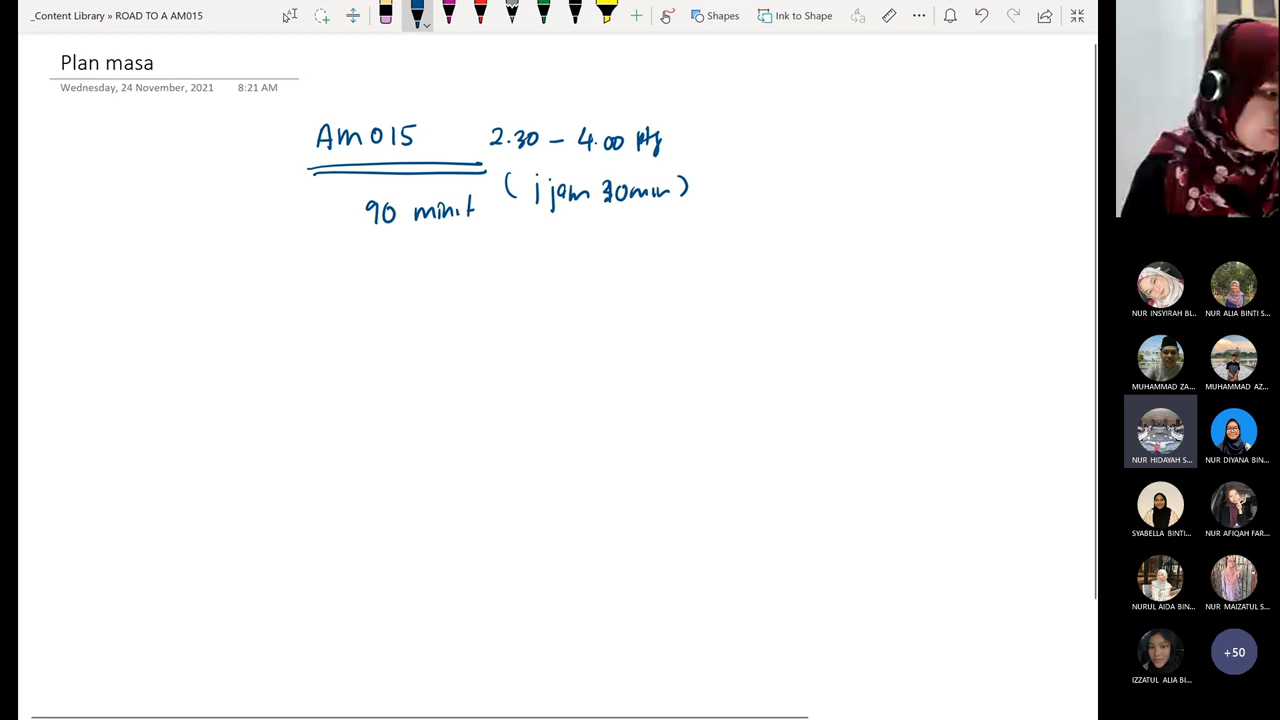 _Content Library » ROAD TO A AM015
Shapes
Ink to Shape
Plan masa
Wednesday, 24 November, 2021 8:21 AM
AM015 2.30 – 4.00 ptg
(1 jam 30 min)
90 minit
NUR INSYIRAH BI...
NUR ALIA BINTI S...
MUHAMMAD ZA...
MUHAMMAD AZ...
NUR HIDAYAH S...
NUR DIYANA BIN...
SYABELLA BINTI...
NUR AFIQAH FAR...
NURUL AIDA BIN...
NUR MAIZATUL S...
IZZATUL ALIA BI...
+50